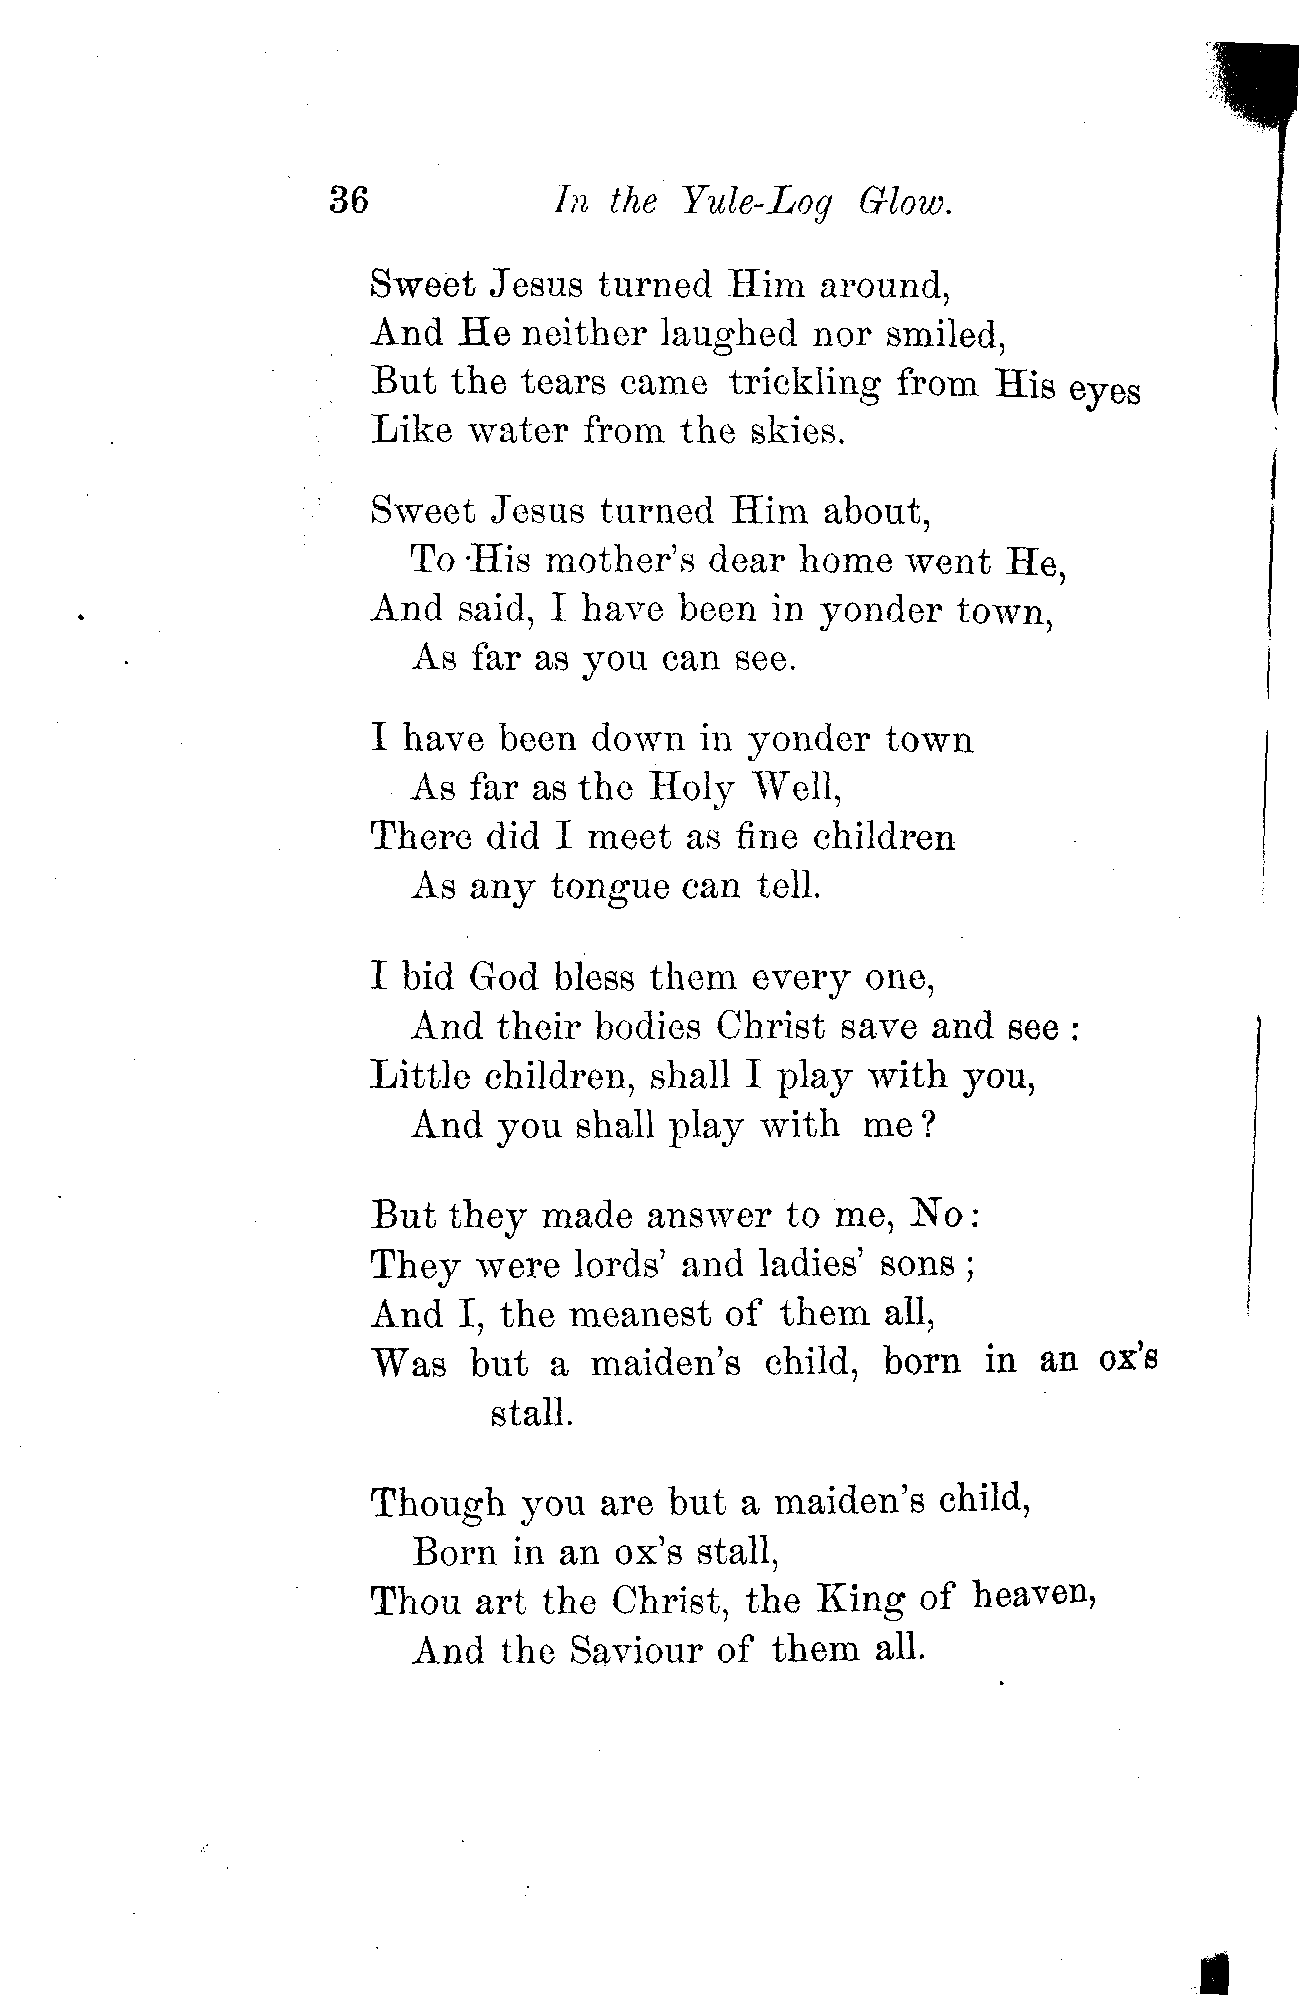 36 In the Yule-Log Glow.
Sweet Jesus turned Him around,
And He neither laughed nor smiled,
But the tears came trickling from His eyes
Like water from the skies.
Sweet Jesus turned Him about,
To His mother's dear home went He,
And said, I have been in yonder town,
As far as you can see.
I have been down in yonder town
As far as the Holy Well,
There did I meet as fine children
As any tongue can tell.
I bid God bless them every one,
And their bodies Christ save and see :
Little children, shall I play with you,
And you shall play with me?
But they made answer to me, No:
They were lords' and ladies' sons ;
And I, the meanest of them all,
Was but a maiden's child, born in an ox's
stall.
Though you are but a maiden's child,
Born in an ox's stall,
Thou art the Christ, the King of heaven,
And the Saviour of them all.